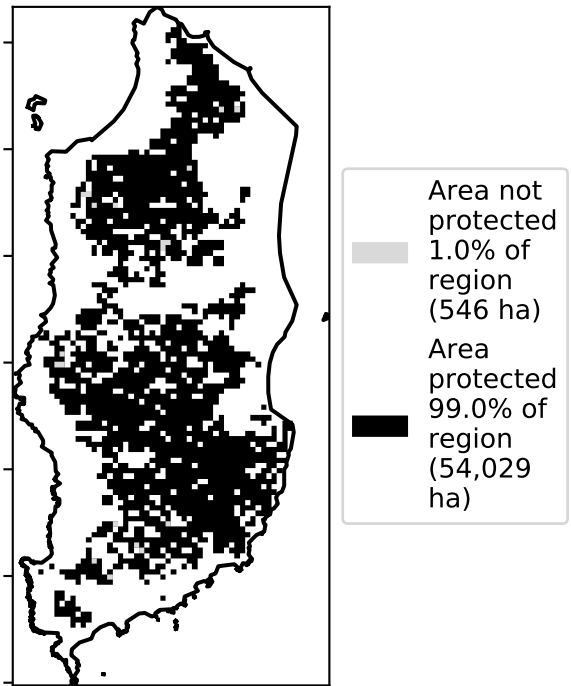 Area not
protected
1.0% of
region
(546 ha)
Area
protected
99.0% of
region
(54,029
ha)